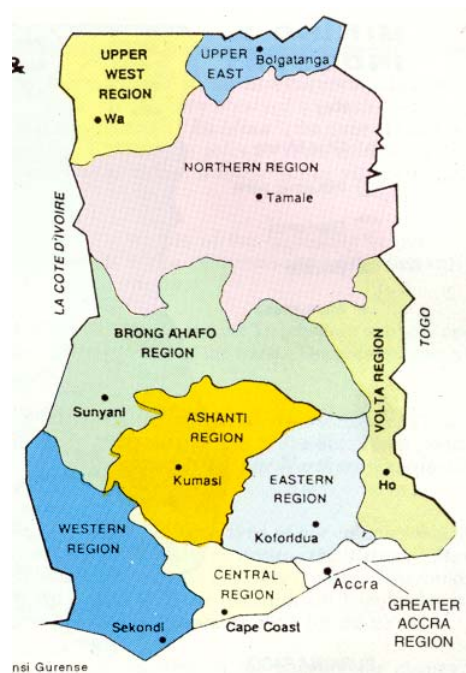 &
UPPER
WEST
REGION
Wa
UPPER
EAST
Bolgatanga
NORTHERN REGION
Tamale
LA COTE D'IVOIRE
BRONG AHAFO
REGION
Sunyani
VOLTA REGION
TOGO
ASHANTI
REGION
Kumasi
EASTERN
REGION
Ho
Koforidua
WESTERN
REGION
CENTRAL
REGION
Accra
GREATER
ACCRA
REGION
Cape Coast
Sekondi
nsi Gurense